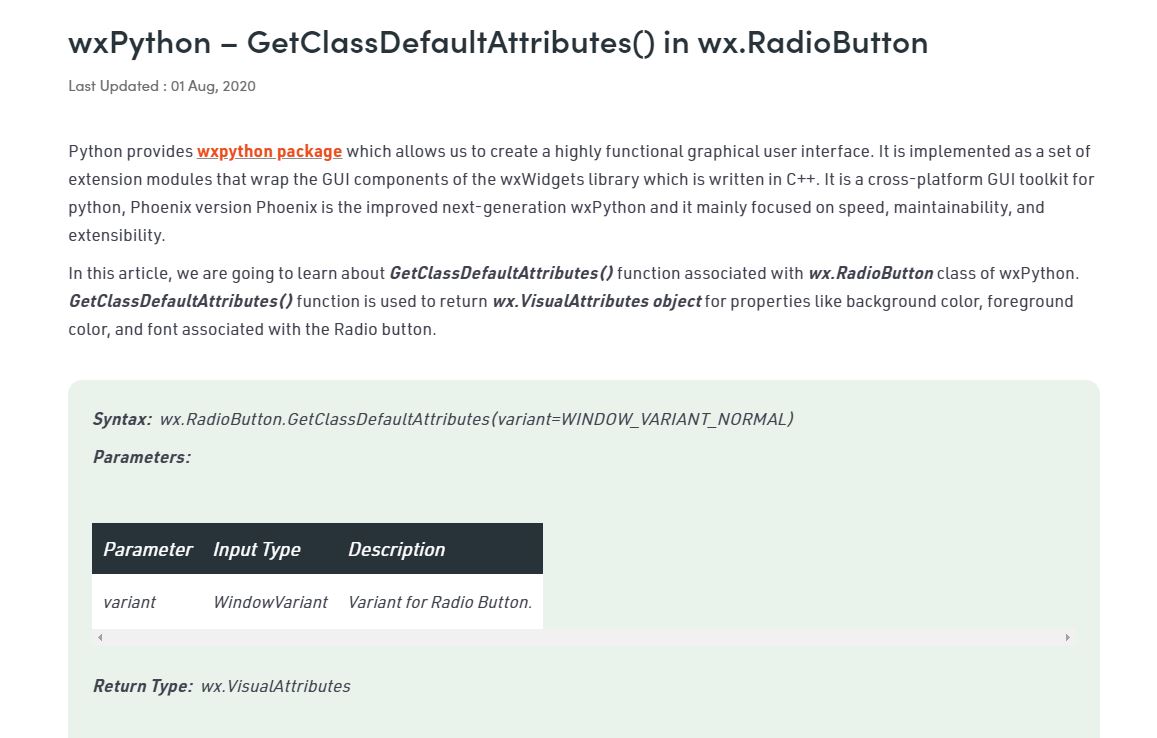 wxPython – GetClassDefaultAttributes() in wx.RadioButton
Last Updated : 01 Aug, 2020
Python provides wxpython package which allows us to create a highly functional graphical user interface. It is implemented as a set of
extension modules that wrap the GUI components of the wxWidgets library which is written in C++. It is a cross-platform GUI toolkit for
python, Phoenix version Phoenix is the improved next-generation wxPython and it mainly focused on speed, maintainability, and
extensibility.
In this article, we are going to learn about GetClassDefaultAttributes() function associated with wx.RadioButton class of wxPython.
GetClassDefaultAttributes() function is used to return wx.VisualAttributes object for properties like background color, foreground
color, and font associated with the Radio button.
Syntax: wx.RadioButton.GetClassDefaultAttributes(variant=WINDOW_VARIANT_NORMAL)
Parameters:
Parameter Input Type Description
variant WindowVariant Variant for Radio Button.
Return Type: wx.VisualAttributes